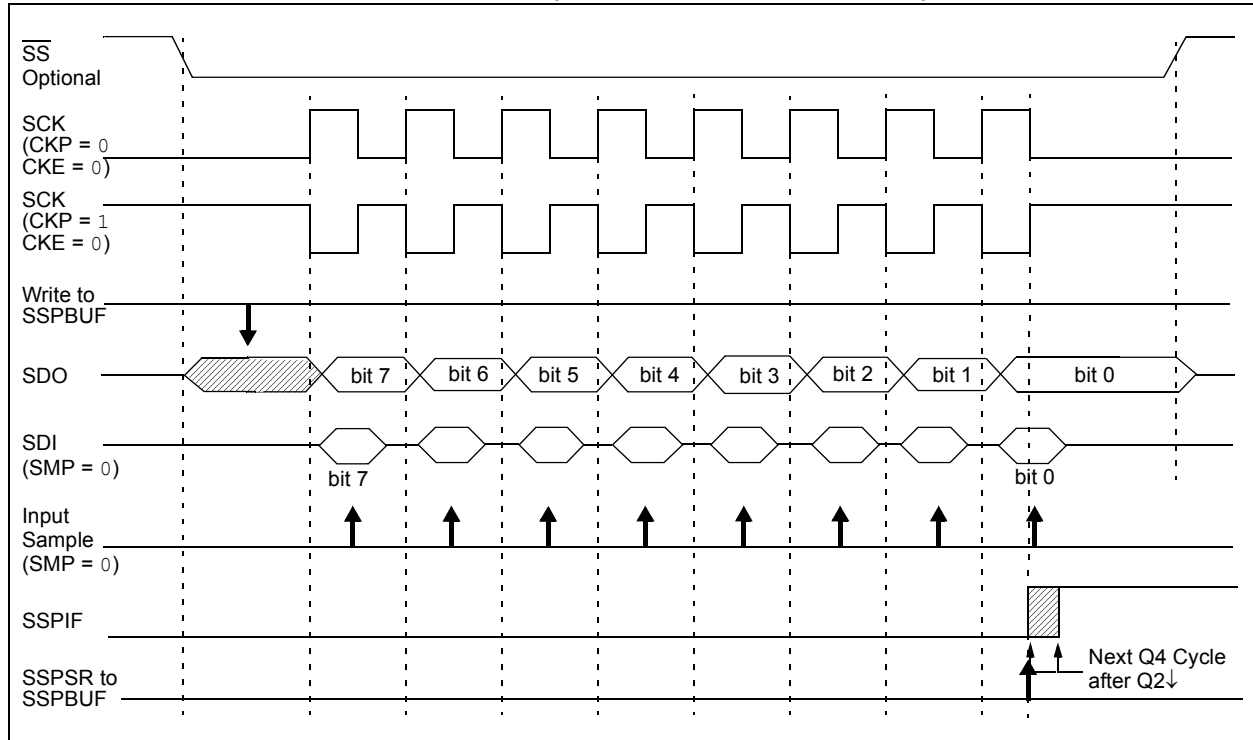 SS
Optional
SCK
(CKP = 0
CKE = 0)
SCK
(CKP = 1
CKE = 0)
Write to
SSPBUF
SDO
bit 7 bit 6 bit 5 bit 4 bit 3 bit 2 bit 1 bit 0
SDI
(SMP = 0)
bit 7 bit 0
Input
Sample
(SMP = 0)
SSPIF
Next Q4 Cycle
after Q2↓
SSPSR to
SSPBUF